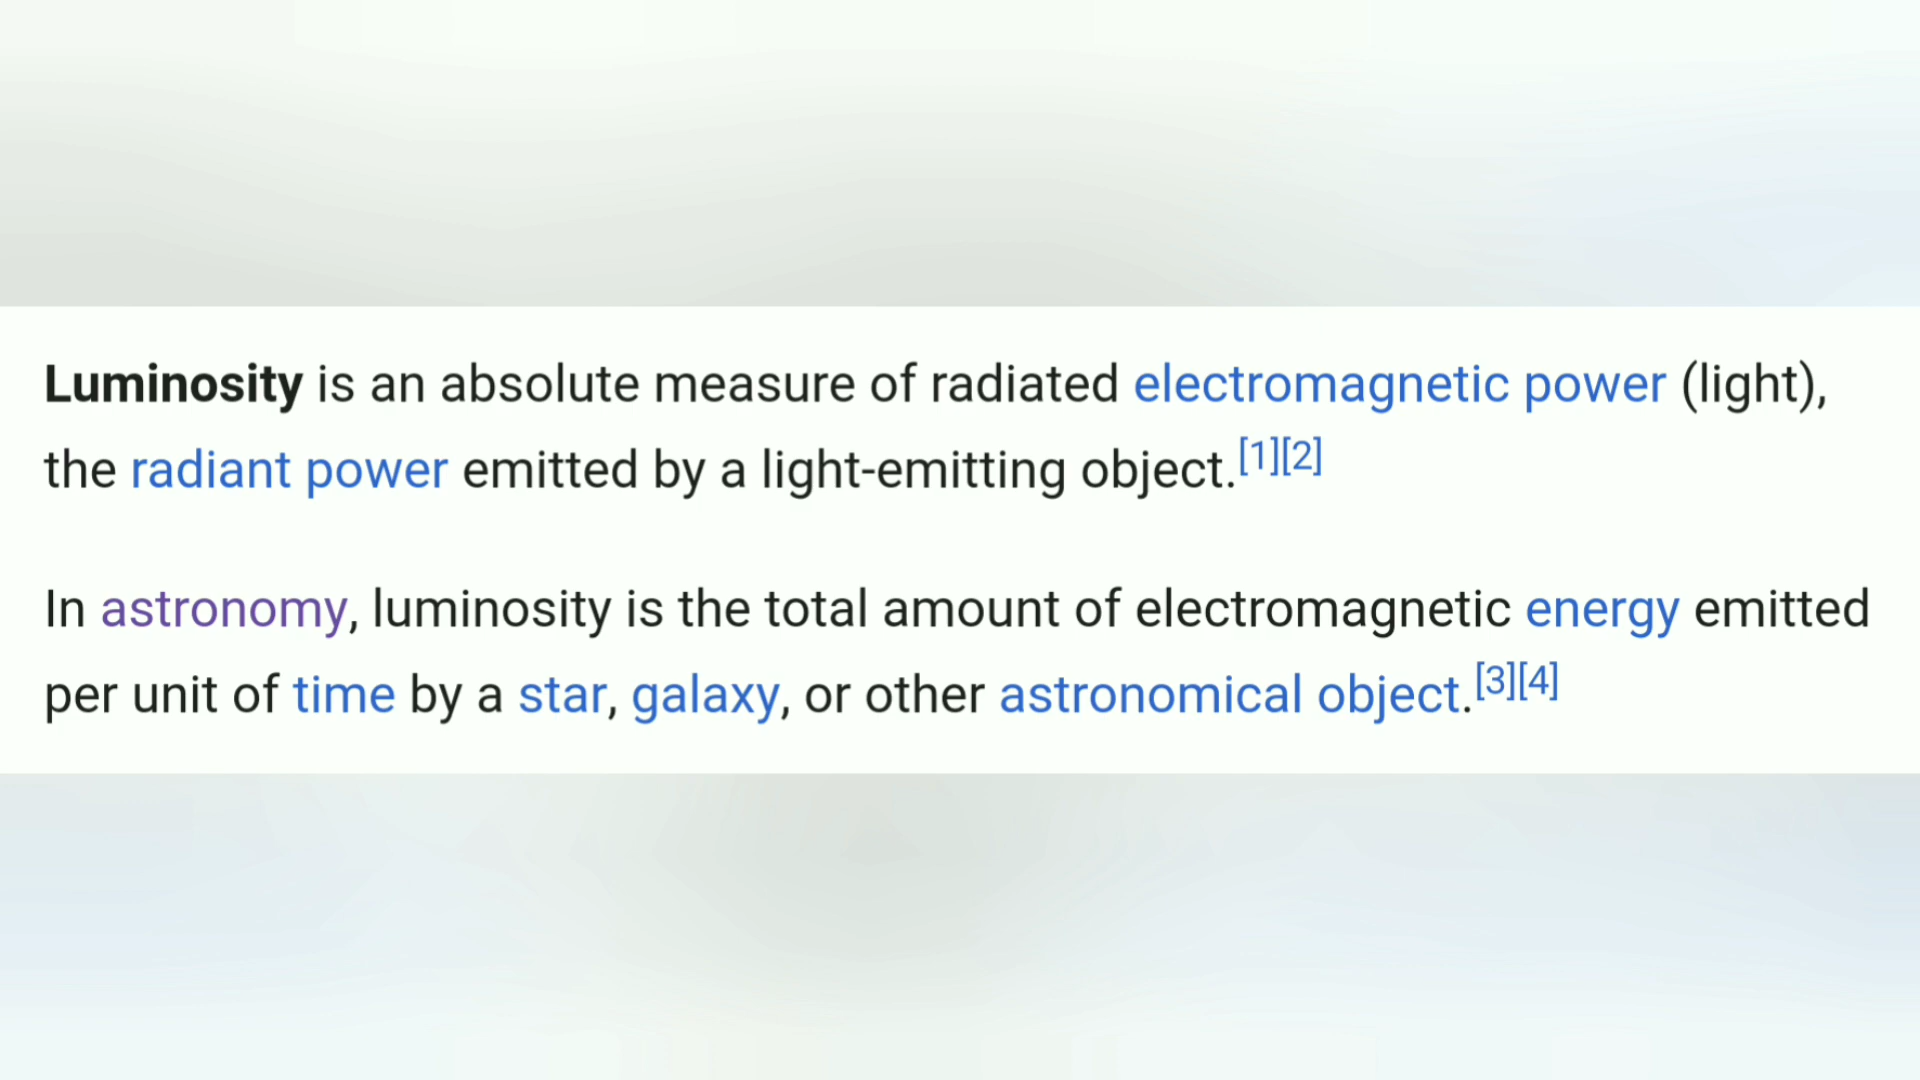 Luminosity is an absolute measure of radiated electromagnetic power (light),
the radiant power emitted by a light-emitting object.[1][2]
In astronomy, luminosity is the total amount of electromagnetic energy emitted
per unit of time by a star, galaxy, or other astronomical object.[3][4]